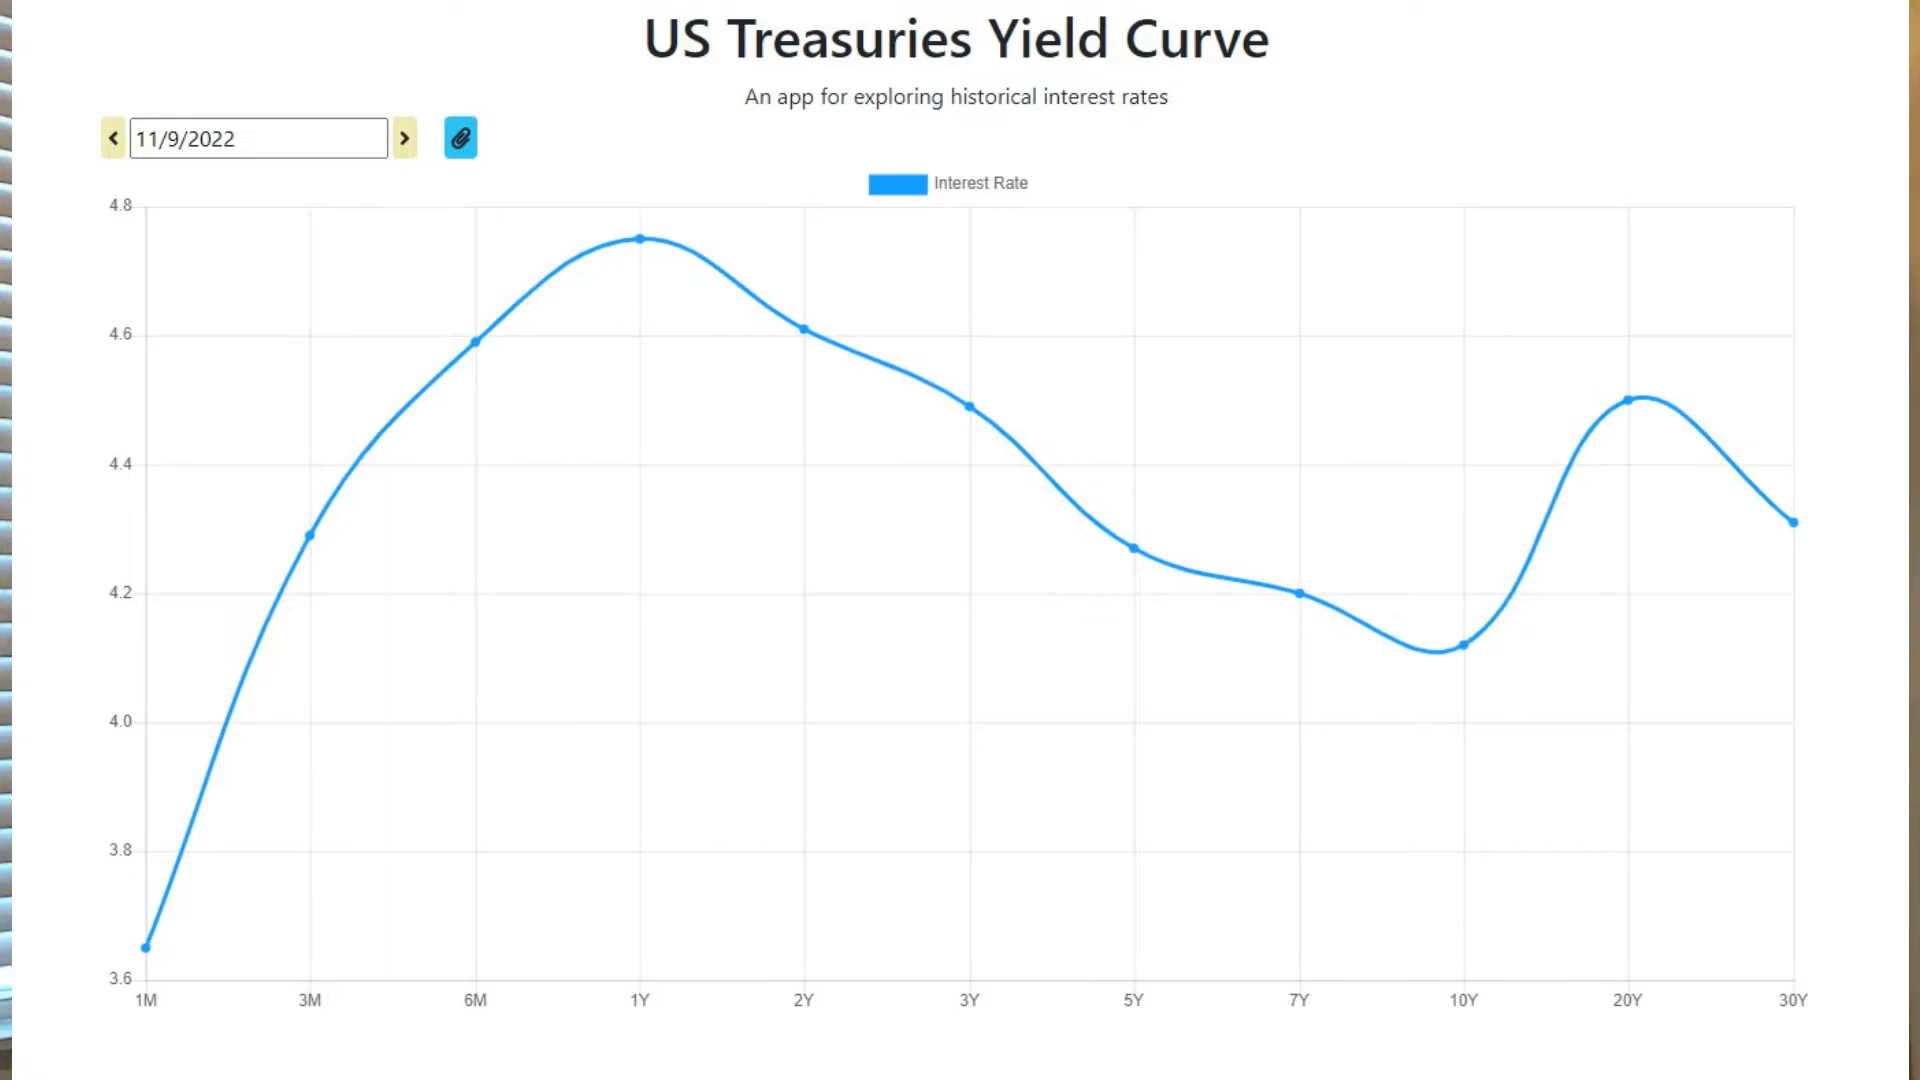 US Treasuries Yield Curve
An app for exploring historical interest rates
11/9/2022
Interest Rate
4.8
4.6
4.4
4.2
4.0
3.8
3.6
1M 3M 6M 1Y 2Y 3Y 5Y 7Y 10Y 20Y 30Y